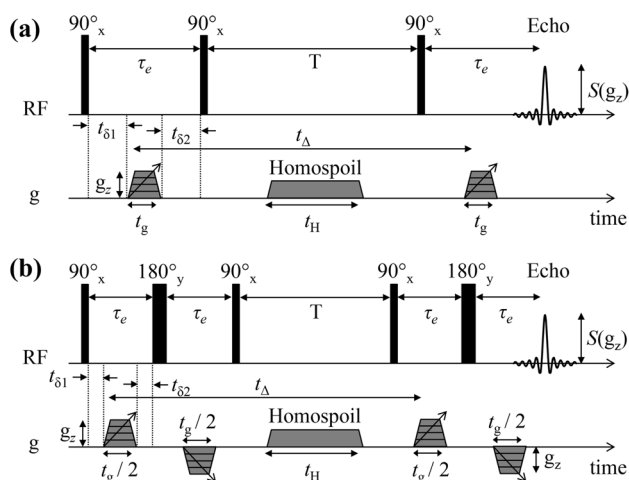 (a) 90°x 90°x 90°x Echo
τe T τe
RF S(gz)
tδ1 tδ2 tΔ
gz Homospoil
g
tg tH tg time
(b) 90°x 180°y 90°x 90°x 180°y Echo
τe τe T τe τe
RF S(gz)
tδ1 tδ2 tΔ
gz tg / 2 Homospoil tg / 2
g gz
tg / 2 tH tg / 2 time